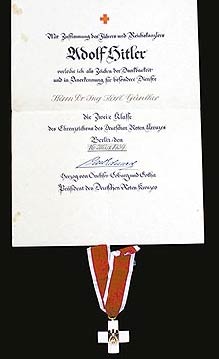 Mit Zustimmung des Führers und Reichskanzlers
Adolf Hitler
verleihe ich als Zeichen der Dankbarkeit
und in Anerkennung für besondere Dienste
Herrn Dr. Ing. Karl Günther
die Zweite Klasse
des Ehrenzeichens des Deutschen Roten Kreuzes
Berlin, den
Herzog von Sachsen-Coburg und Gotha
Präsident des Deutschen Roten Kreuzes